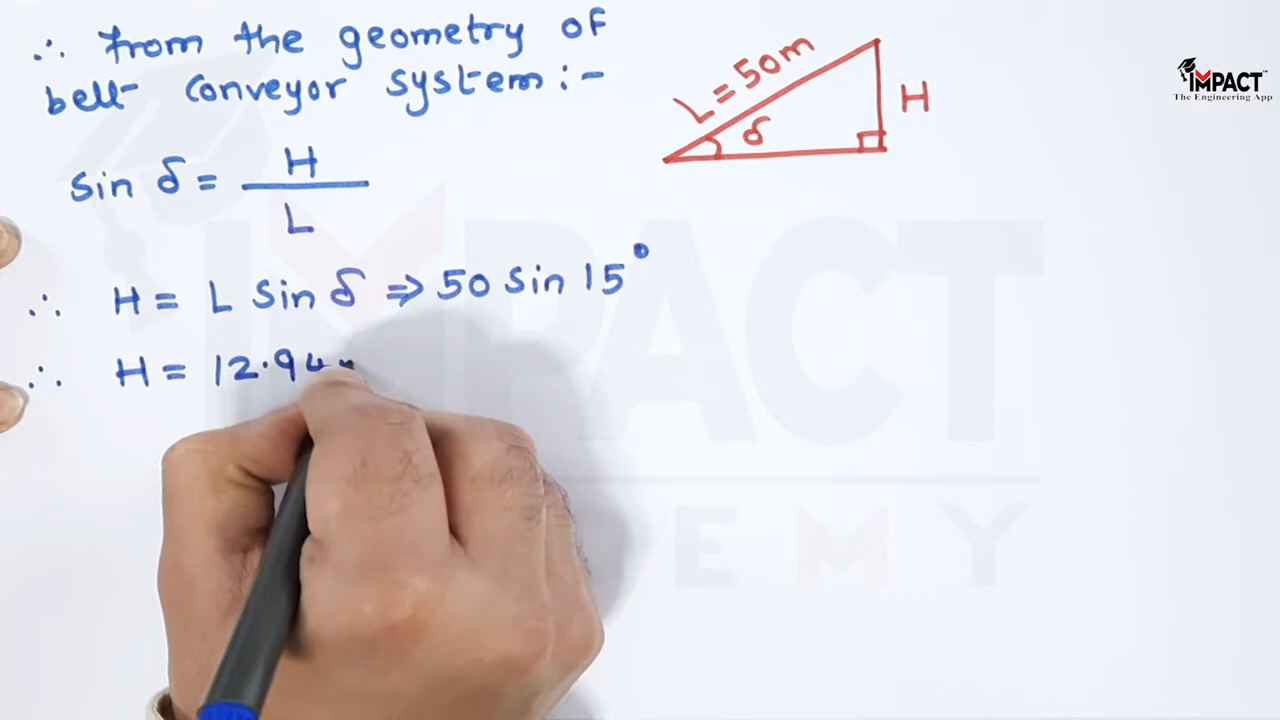 ∴ from the geometry of
belt conveyor system:-
L = 50m
δ
H
IMPACT
The Engineering App
sin δ = H / L
∴ H = L sin δ ⇒ 50 sin 15°
∴ H = 12.94